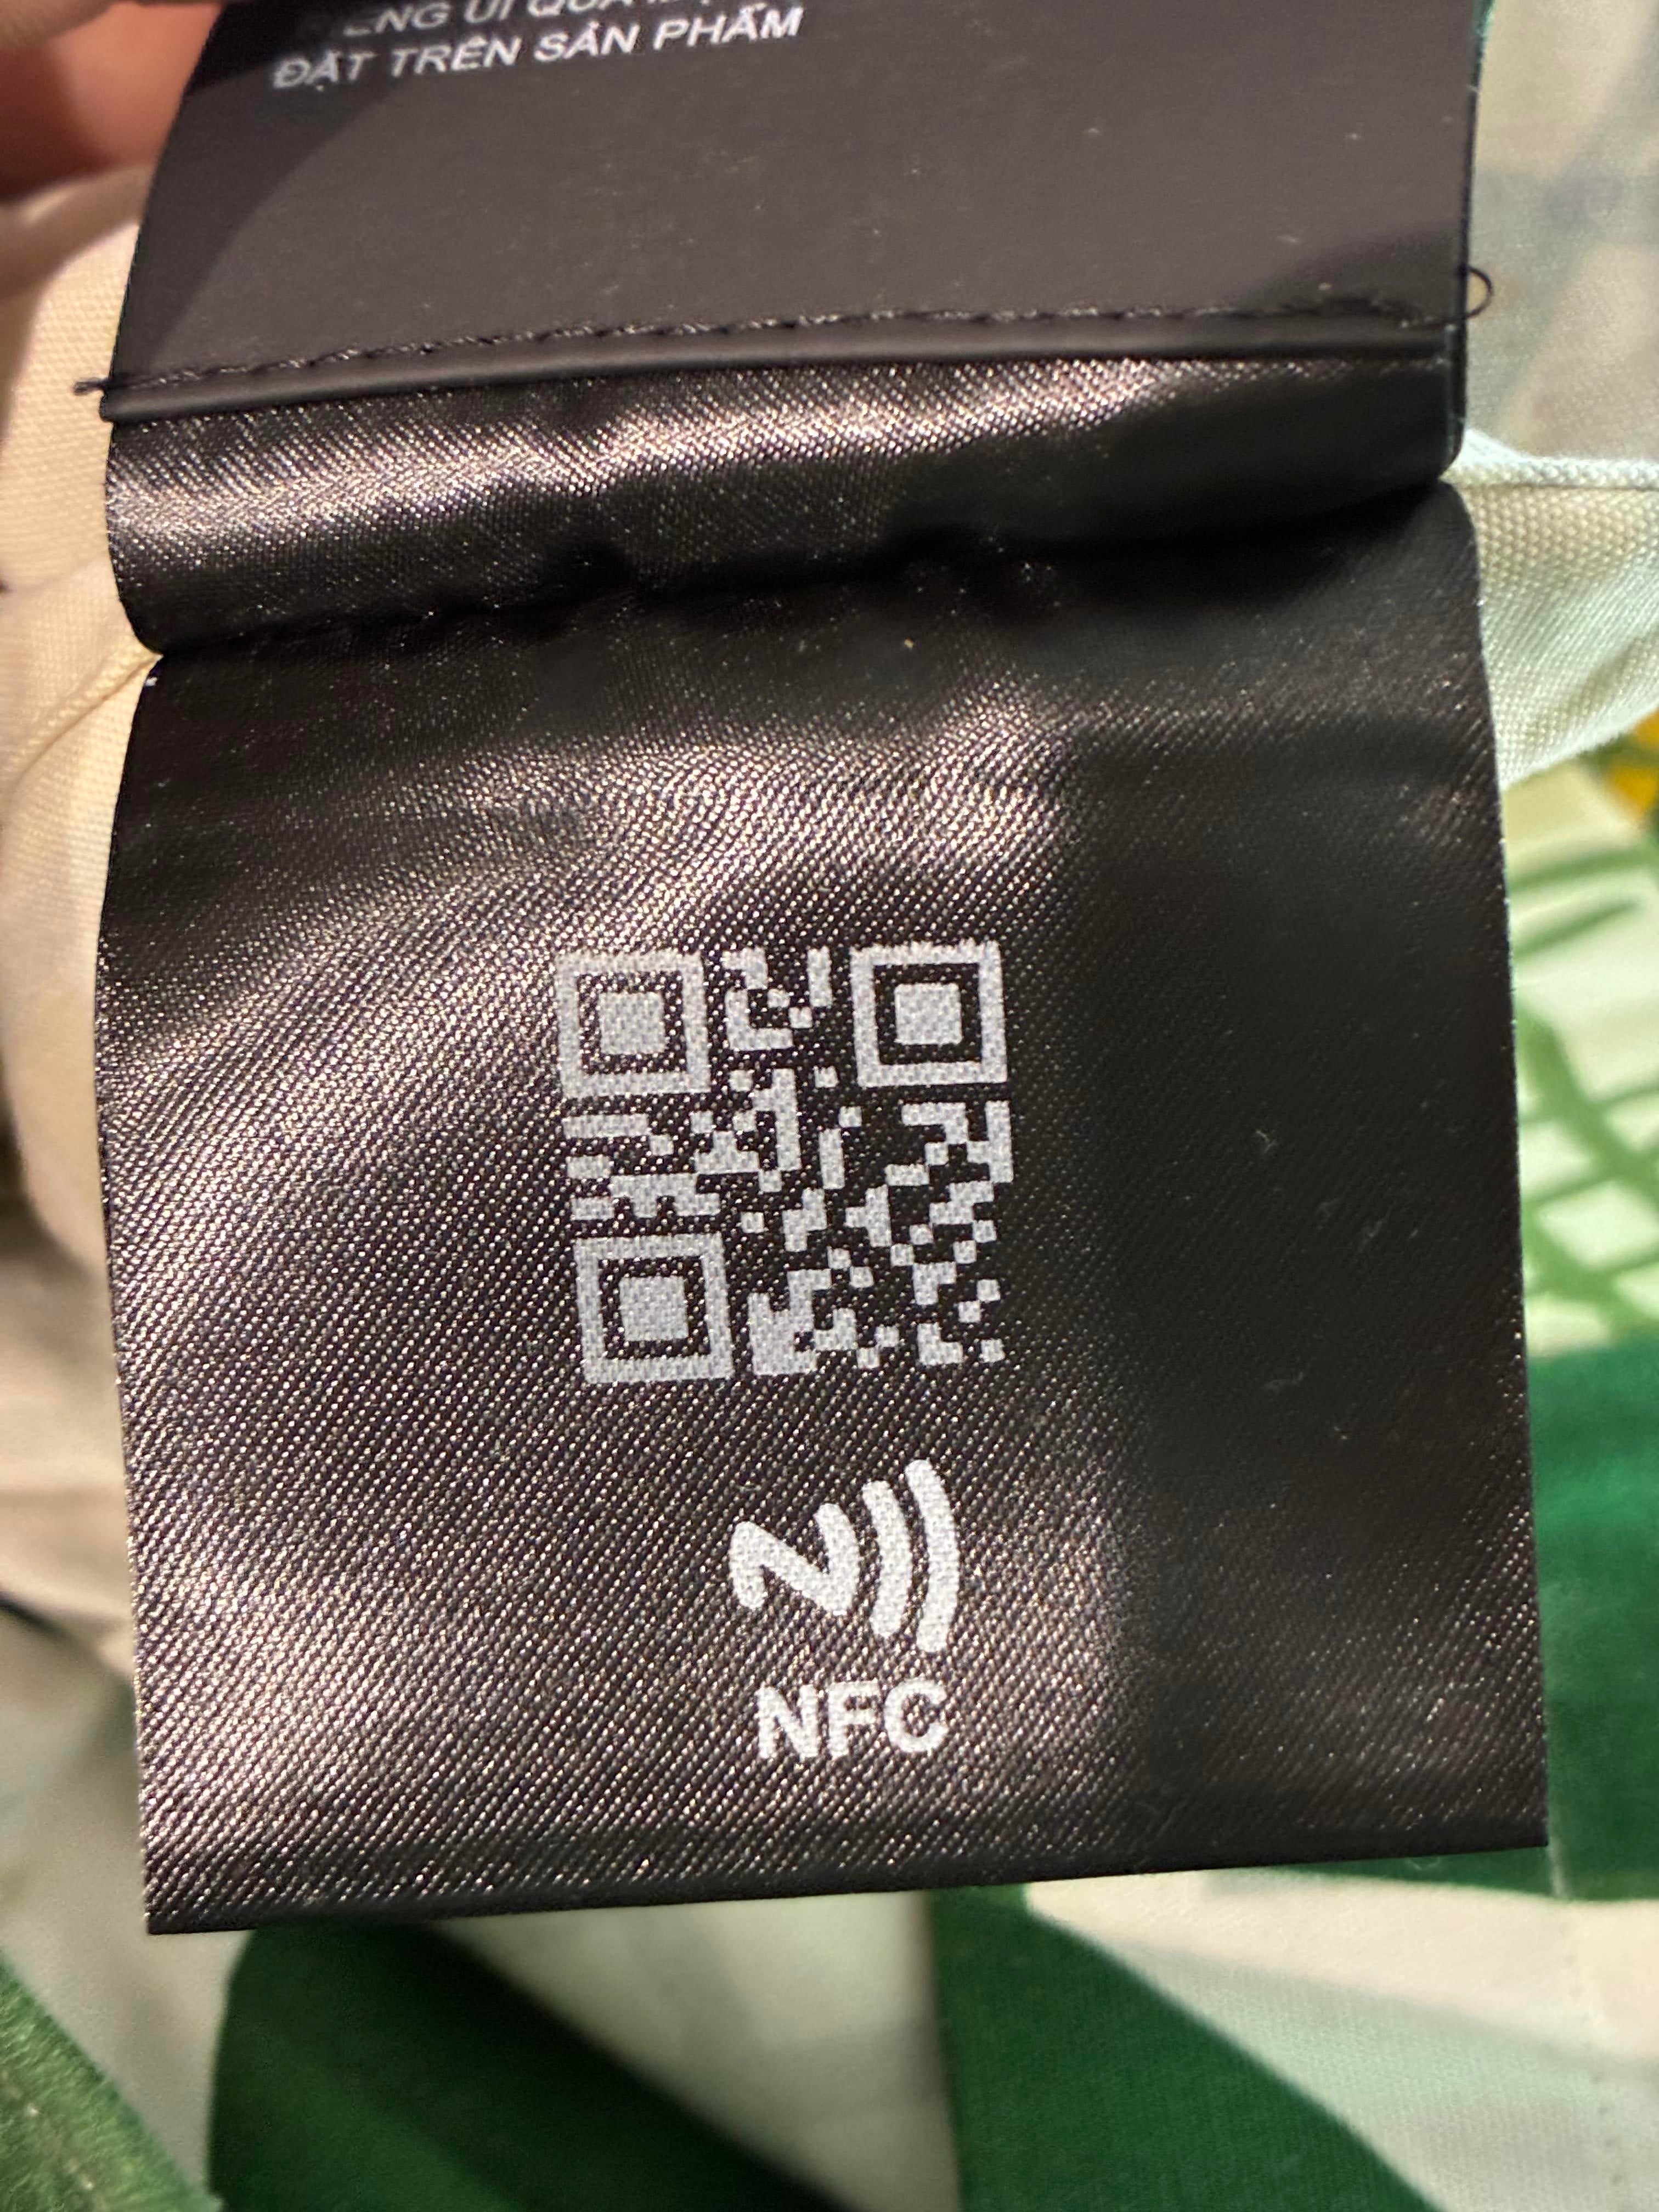 ĐẶT TRÊN SẢN PHẨM
NFC